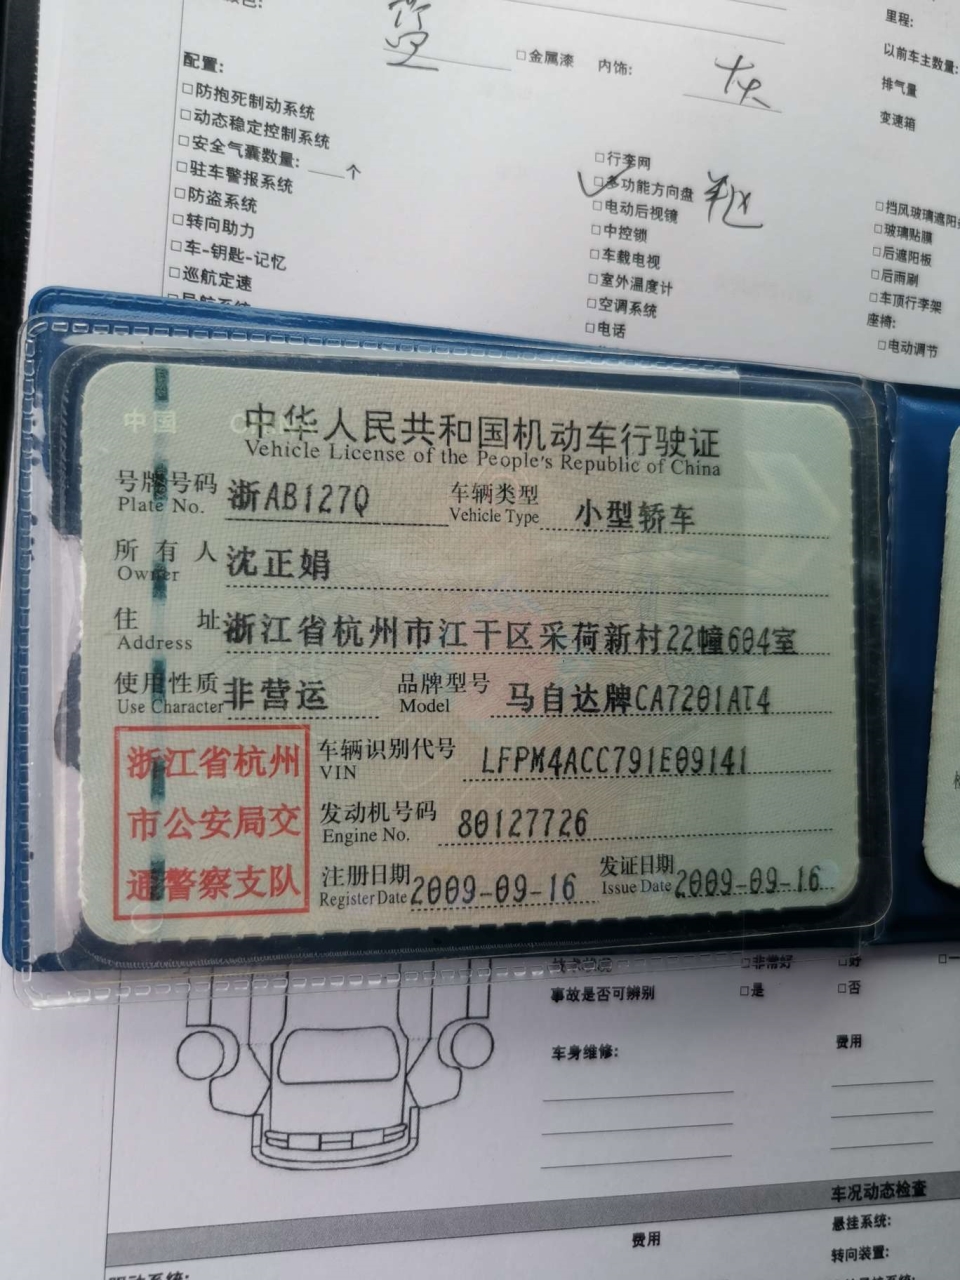 里程:
以前车主数量:
□金属漆 内饰: 灰
排气量
变速箱
配置:
□防抱死制动系统
□动态稳定控制系统
□安全气囊数量: 个
□驻车警报系统
□防盗系统
□转向助力
□车-钥匙-记忆
□巡航定速
□行李网
□多功能方向盘
□电动后视镜
□中控锁
□车载电视
□室外温度计
□空调系统
□电话
□挡风玻璃遮阳
□玻璃贴膜
□后遮阳板
□后雨刷
□车顶行李架
座椅:
□电动调节
中国
中华人民共和国机动车行驶证
Vehicle License of the People's Republic of China
号牌号码 浙AB127Q 车辆类型 小型轿车
Plate No. Vehicle Type
所有人 沈正娟
Owner
住址 浙江省杭州市江干区采荷新村22幢604室
Address
使用性质 非营运 品牌型号 马自达牌CA7201AT4
Use Character Model
浙江省杭州
市公安局交
通警察支队
车辆识别代号 LFPM4ACC791E09141
VIN
发动机号码 80127726
Engine No.
注册日期 2009-09-16 发证日期 2009-09-16
Register Date Issue Date
□非常好 □好
事故是否可辨别 □是 □否
车身维修: 费用
车况动态检查
费用
悬挂系统:
转向装置: